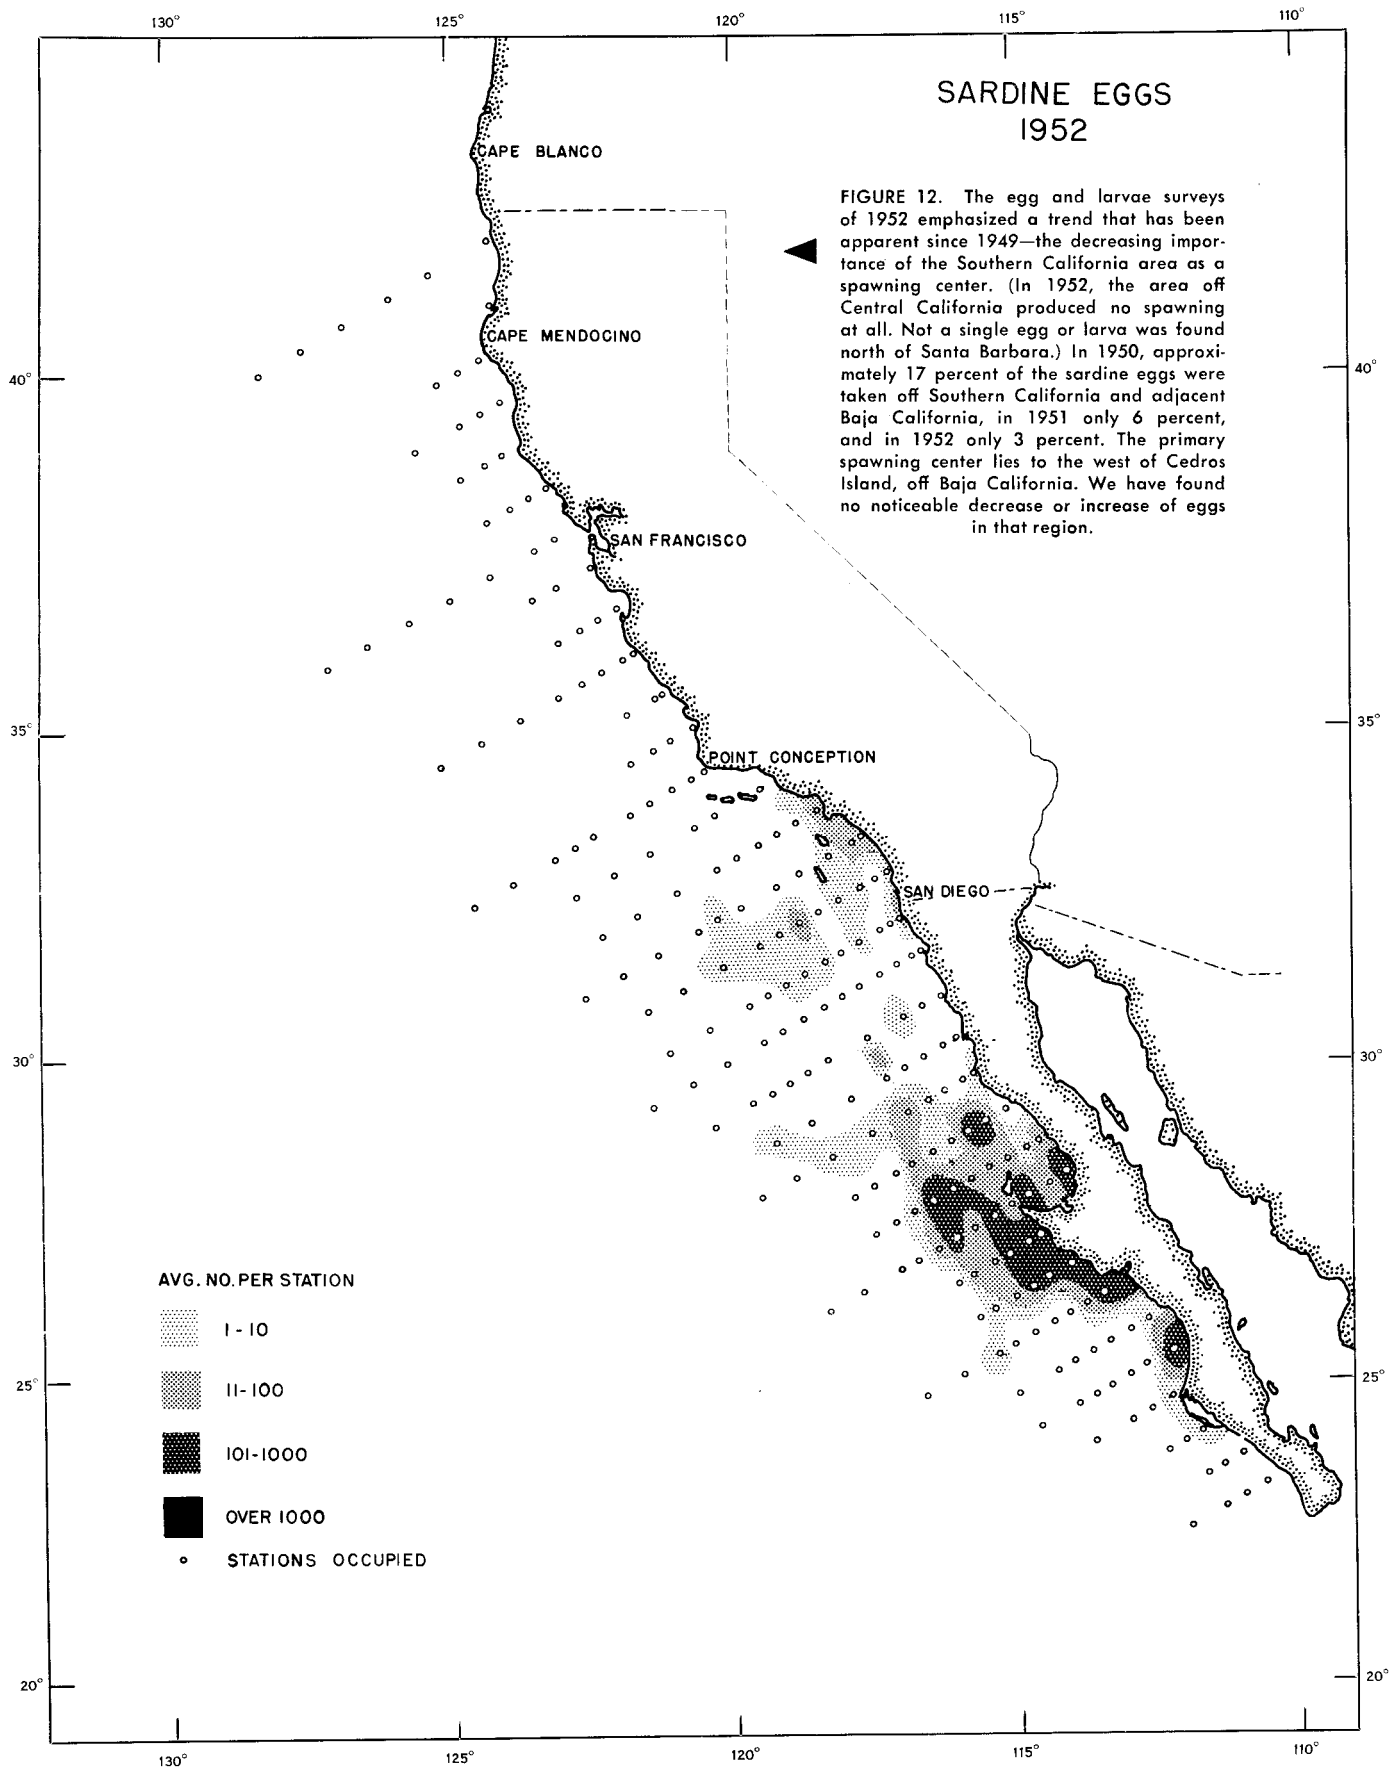 130° 125° 120° 115° 110°
SARDINE EGGS
1952
CAPE BLANCO
FIGURE 12. The egg and larvae surveys
of 1952 emphasized a trend that has been
apparent since 1949—the decreasing impor-
tance of the Southern California area as a
spawning center. (In 1952, the area off
Central California produced no spawning
at all. Not a single egg or larva was found
north of Santa Barbara.) In 1950, approxi-
mately 17 percent of the sardine eggs were
taken off Southern California and adjacent
Baja California, in 1951 only 6 percent,
and in 1952 only 3 percent. The primary
spawning center lies to the west of Cedros
Island, off Baja California. We have found
no noticeable decrease or increase of eggs
in that region.
CAPE MENDOCINO
40° 40°
SAN FRANCISCO
35° 35°
POINT CONCEPTION
SAN DIEGO
30° 30°
AVG. NO. PER STATION
1-10
11-100
101-1000
OVER 1000
STATIONS OCCUPIED
25° 25°
20° 20°
130° 125° 120° 115° 110°